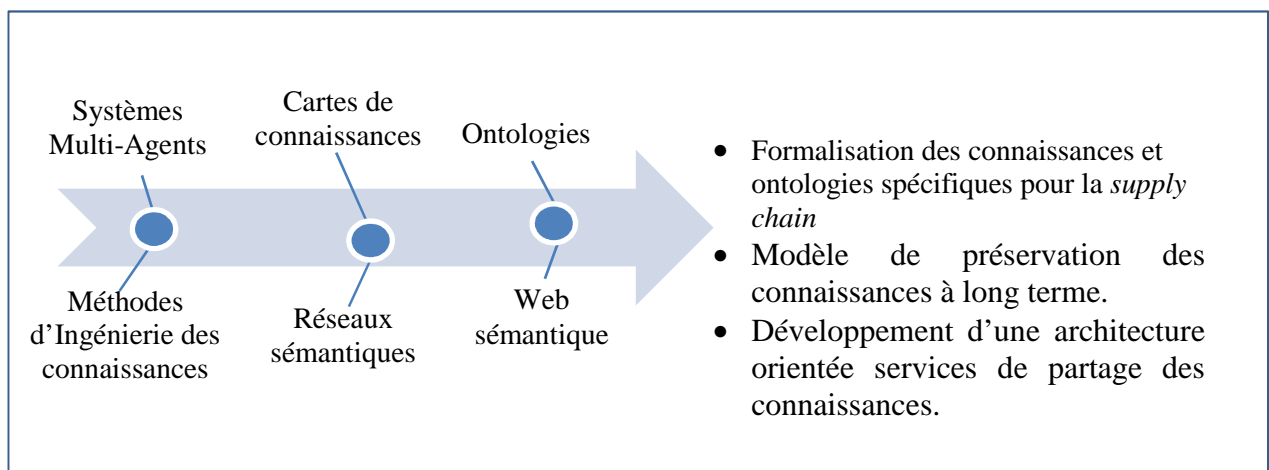 Systèmes
Multi-Agents
Cartes de
connaissances
Ontologies
Méthodes
d’Ingénierie des
connaissances
Réseaux
sémantiques
Web
sémantique
• Formalisation des connaissances et
ontologies spécifiques pour la supply
chain
• Modèle de préservation des
connaissances à long terme.
• Développement d’une architecture
orientée services de partage des
connaissances.